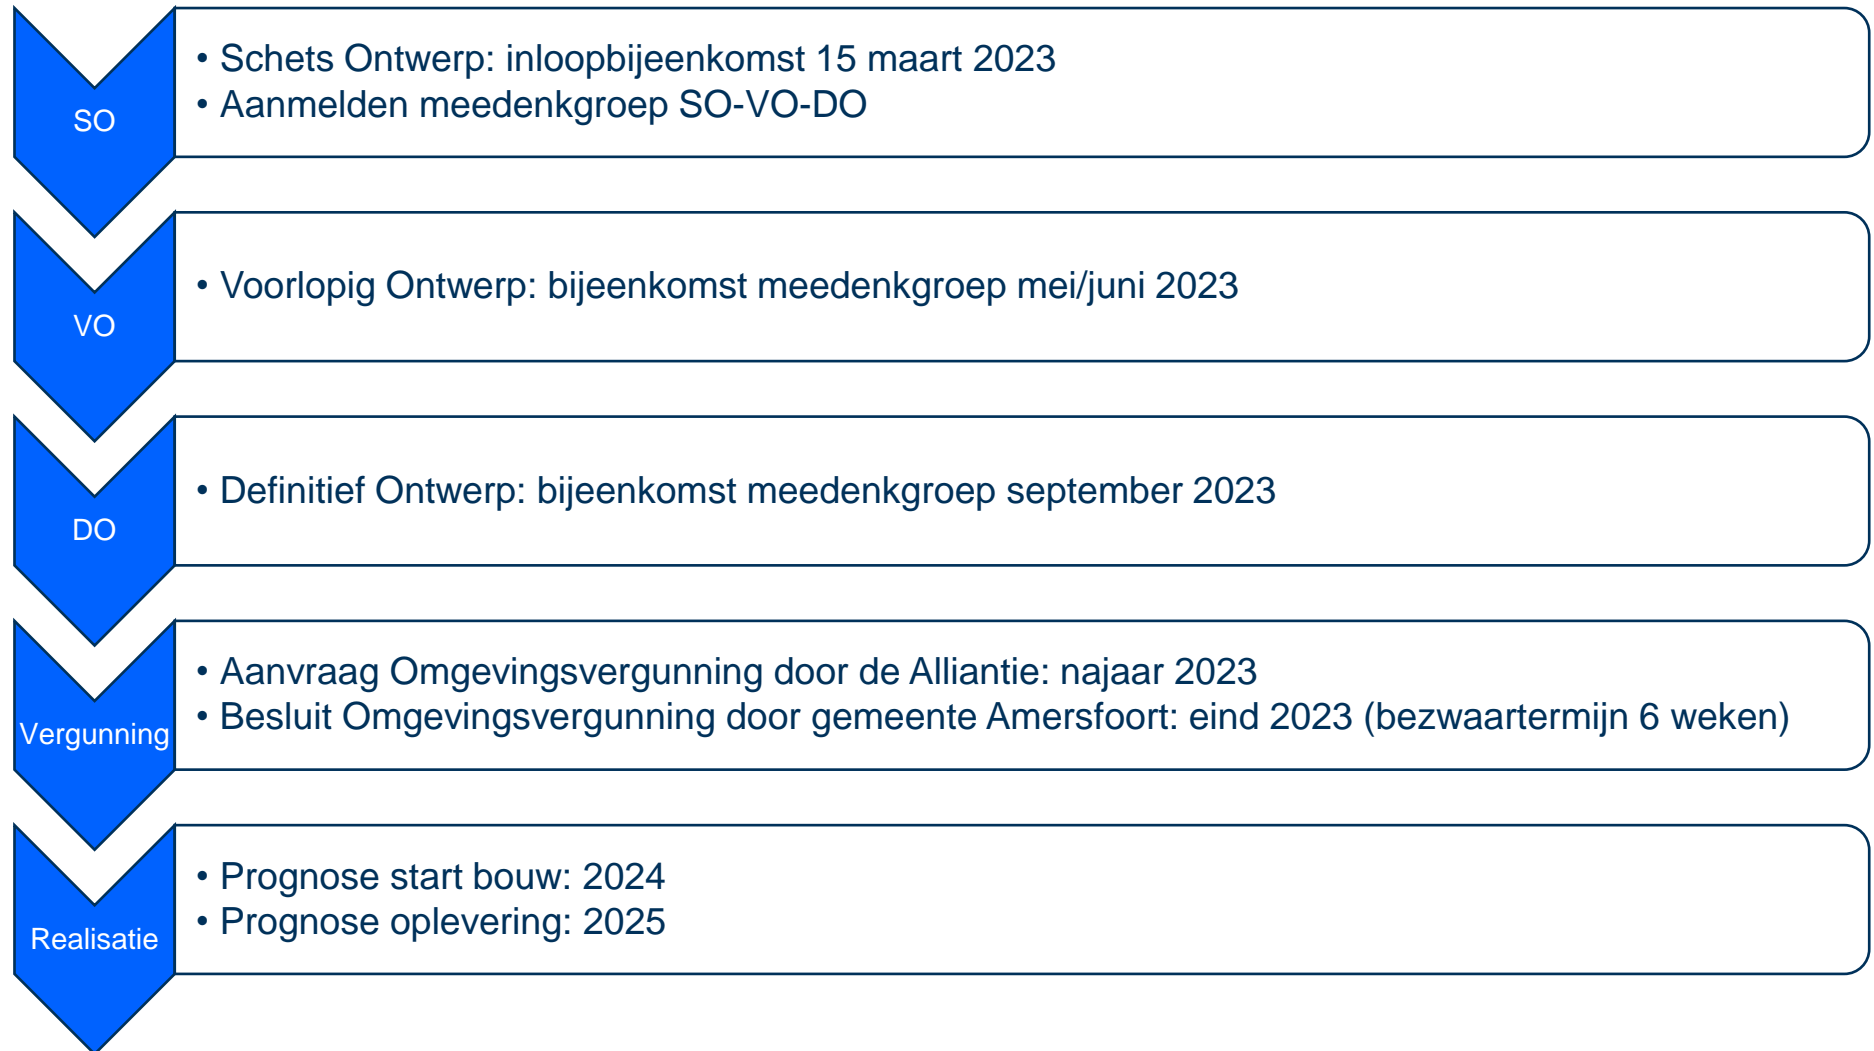 SO
• Schets Ontwerp: inloopbijeenkomst 15 maart 2023
• Aanmelden meedenkgroep SO-VO-DO
VO
• Voorlopig Ontwerp: bijeenkomst meedenkgroep mei/juni 2023
DO
• Definitief Ontwerp: bijeenkomst meedenkgroep september 2023
Vergunning
• Aanvraag Omgevingsvergunning door de Alliantie: najaar 2023
• Besluit Omgevingsvergunning door gemeente Amersfoort: eind 2023 (bezwaartermijn 6 weken)
Realisatie
• Prognose start bouw: 2024
• Prognose oplevering: 2025